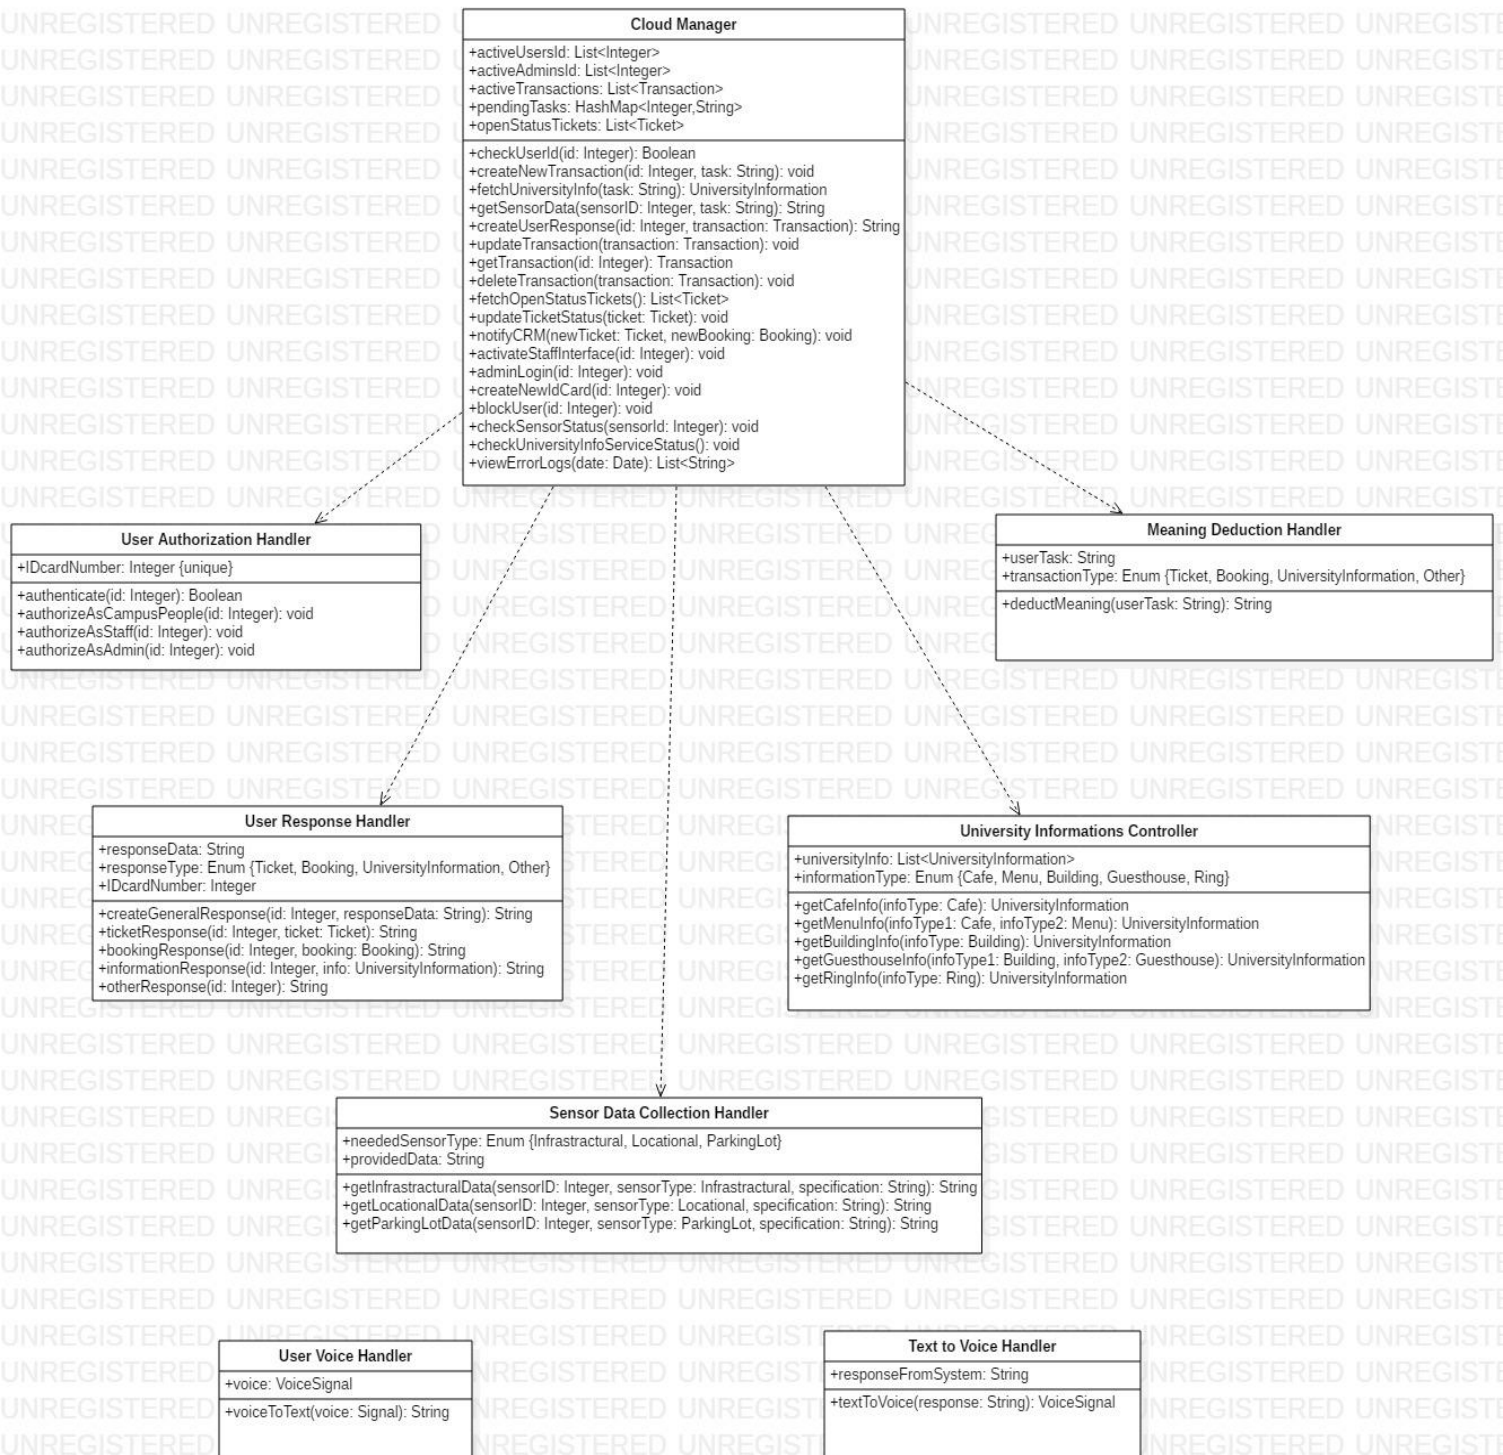 Cloud Manager
+activeUsersId: List<Integer>
+activeAdminsId: List<Integer>
+activeTransactions: List<Transaction>
+pendingTasks: HashMap<Integer,String>
+openStatusTickets: List<Ticket>
+checkUserId(id: Integer): Boolean
+createNewTransaction(id: Integer, task: String): void
+fetchUniversityInfo(task: String): UniversityInformation
+getSensorData(sensorID: Integer, task: String): String
+createUserResponse(id: Integer, transaction: Transaction): String
+updateTransaction(transaction: Transaction): void
+getTransaction(id: Integer): Transaction
+deleteTransaction(transaction: Transaction): void
+fetchOpenStatusTickets(): List<Ticket>
+updateTicketStatus(ticket: Ticket): void
+notifyCRM(newTicket: Ticket, newBooking: Booking): void
+activateStaffInterface(id: Integer): void
+adminLogin(id: Integer): void
+createNewIdCard(id: Integer): void
+blockUser(id: Integer): void
+checkSensorStatus(sensorId: Integer): void
+checkUniversityInfoServiceStatus(): void
+viewErrorLogs(date: Date): List<String>
User Authorization Handler
+IDcardNumber: Integer {unique}
+authenticate(id: Integer): Boolean
+authorizeAsCampusPeople(id: Integer): void
+authorizeAsStaff(id: Integer): void
+authorizeAsAdmin(id: Integer): void
Meaning Deduction Handler
+userTask: String
+transactionType: Enum {Ticket, Booking, UniversityInformation, Other}
+deductMeaning(userTask: String): String
User Response Handler
+responseData: String
+responseType: Enum {Ticket, Booking, UniversityInformation, Other}
+IDcardNumber: Integer
+createGeneralResponse(id: Integer, responseData: String): String
+ticketResponse(id: Integer, ticket: Ticket): String
+bookingResponse(id: Integer, booking: Booking): String
+informationResponse(id: Integer, info: UniversityInformation): String
+otherResponse(id: Integer): String
University Informations Controller
+universityInfo: List<UniversityInformation>
+informationType: Enum {Cafe, Menu, Building, Guesthouse, Ring}
+getCafeInfo(infoType: Cafe): UniversityInformation
+getMenuInfo(infoType1: Cafe, infoType2: Menu): UniversityInformation
+getBuildingInfo(infoType: Building): UniversityInformation
+getGuesthouseInfo(infoType1: Building, infoType2: Guesthouse): UniversityInformation
+getRingInfo(infoType: Ring): UniversityInformation
Sensor Data Collection Handler
+neededSensorType: Enum {Infrastractural, Locational, ParkingLot}
+providedData: String
+getInfrastracturalData(sensorID: Integer, sensorType: Infrastractural, specification: String): String
+getLocationalData(sensorID: Integer, sensorType: Locational, specification: String): String
+getParkingLotData(sensorID: Integer, sensorType: ParkingLot, specification: String): String
User Voice Handler
+voice: VoiceSignal
+voiceToText(voice: Signal): String
Text to Voice Handler
+responseFromSystem: String
+textToVoice(response: String): VoiceSignal
UNREGISTERED